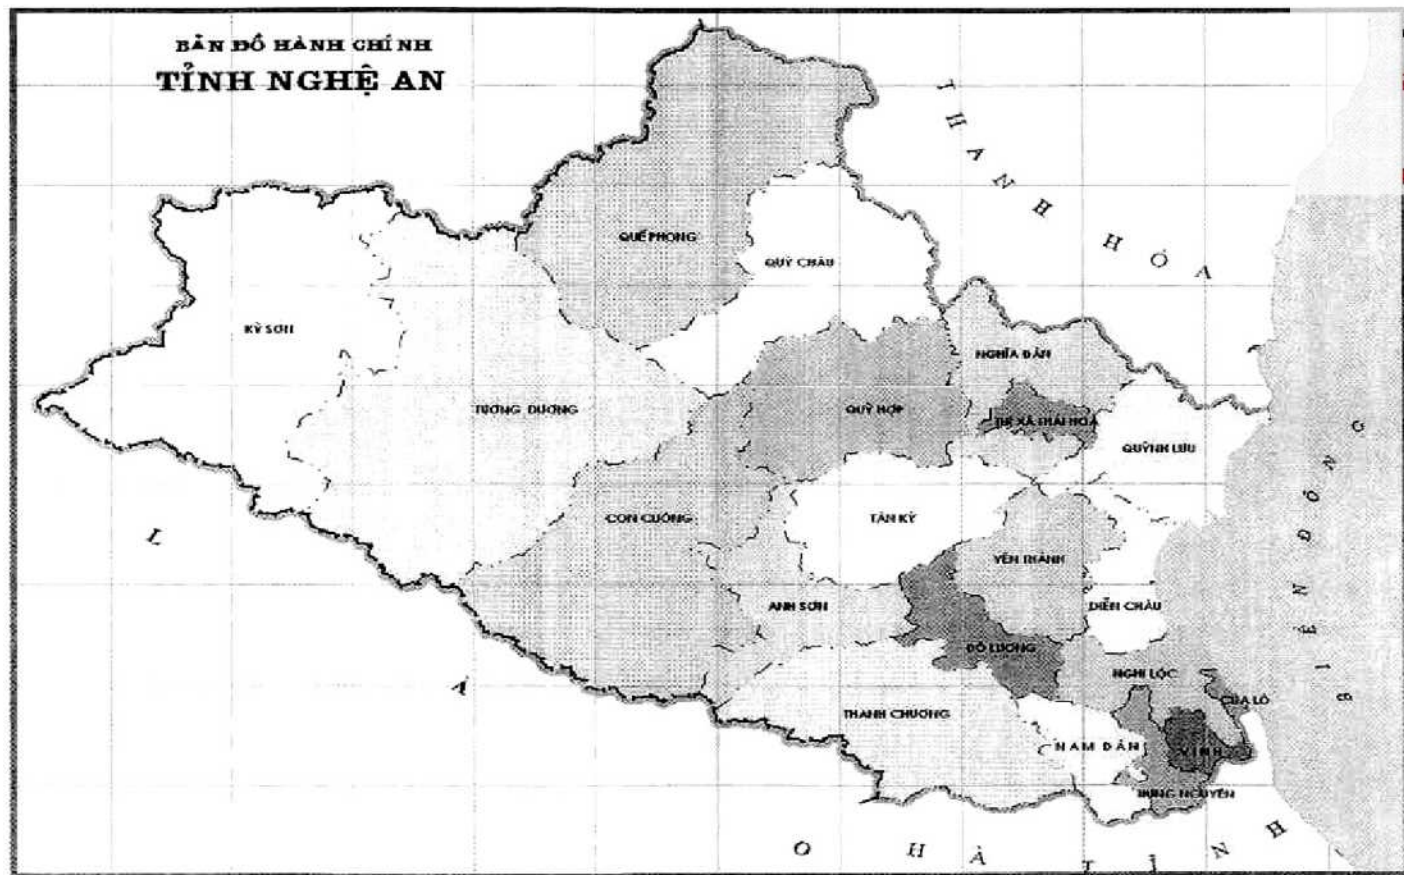 BẢN ĐỒ HÀNH CHÍNH
TỈNH NGHỆ AN
THANH HÓA
QUẾ PHONG
QUỲ CHÂU
KỲ SƠN
NGHĨA ĐÀN
TƯƠNG DƯƠNG
QUỲ HỢP
THỊ XÃ THÁI HOÀ
QUỲNH LƯU
CON CUÔNG
TÂN KỲ
YÊN THÀNH
ANH SƠN
DIỄN CHÂU
ĐÔ LƯƠNG
NGHI LỘC
CỬA LÒ
THANH CHƯƠNG
NAM ĐÀN
VINH
HƯNG NGUYÊN
LÀO
HÀ TĨNH
BIỂN ĐÔNG